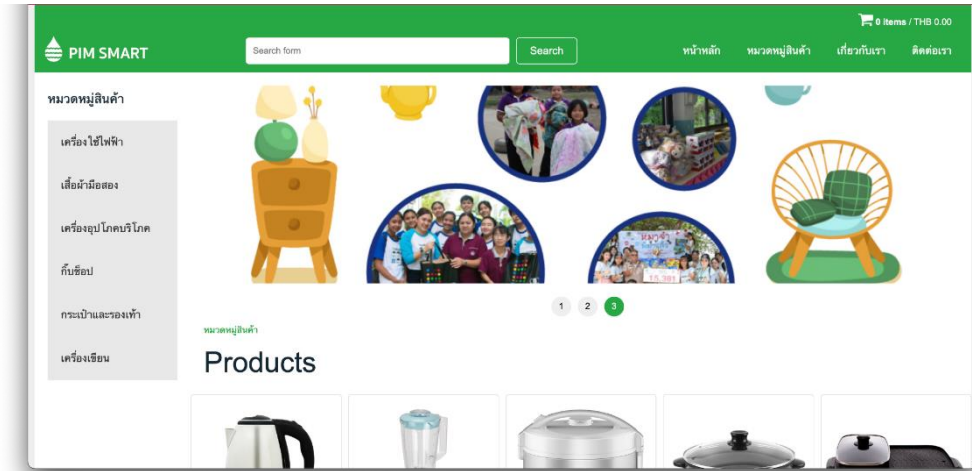 0 items / THB 0.00
PIM SMART
Search form
Search
หน้าหลัก
หมวดหมู่สินค้า
เกี่ยวกับเรา
ติดต่อเรา
หมวดหมู่สินค้า
เครื่องใช้ไฟฟ้า
เสื้อผ้ามือสอง
เครื่องอุปโภคบริโภค
กิ๊บช็อป
กระเป๋าและรองเท้า
เครื่องเขียน
15,381
1 2 3
หมวดหมู่สินค้า
Products